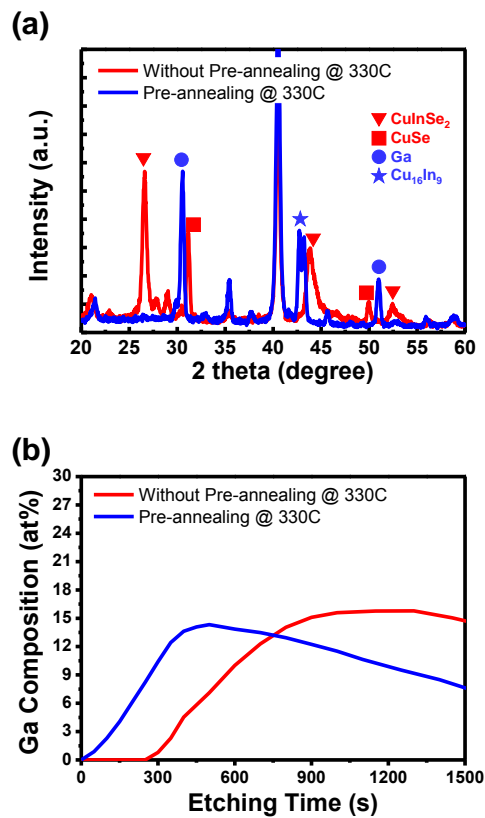 (a)
Without Pre-annealing @ 330C
Pre-annealing @ 330C
CuInSe2
CuSe
Ga
Cu16In9
Intensity (a.u.)
20 25 30 35 40 45 50 55 60
2 theta (degree)
(b)
Without Pre-annealing @ 330C
Pre-annealing @ 330C
Ga Composition (at%)
30
27
24
21
18
15
12
9
6
3
0
0 300 600 900 1200 1500
Etching Time (s)